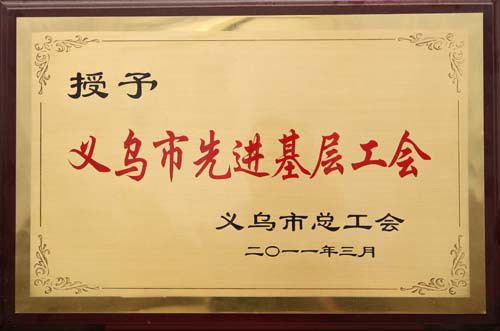 授予
义乌市先进基层工会
义乌市总工会
二〇一一年三月